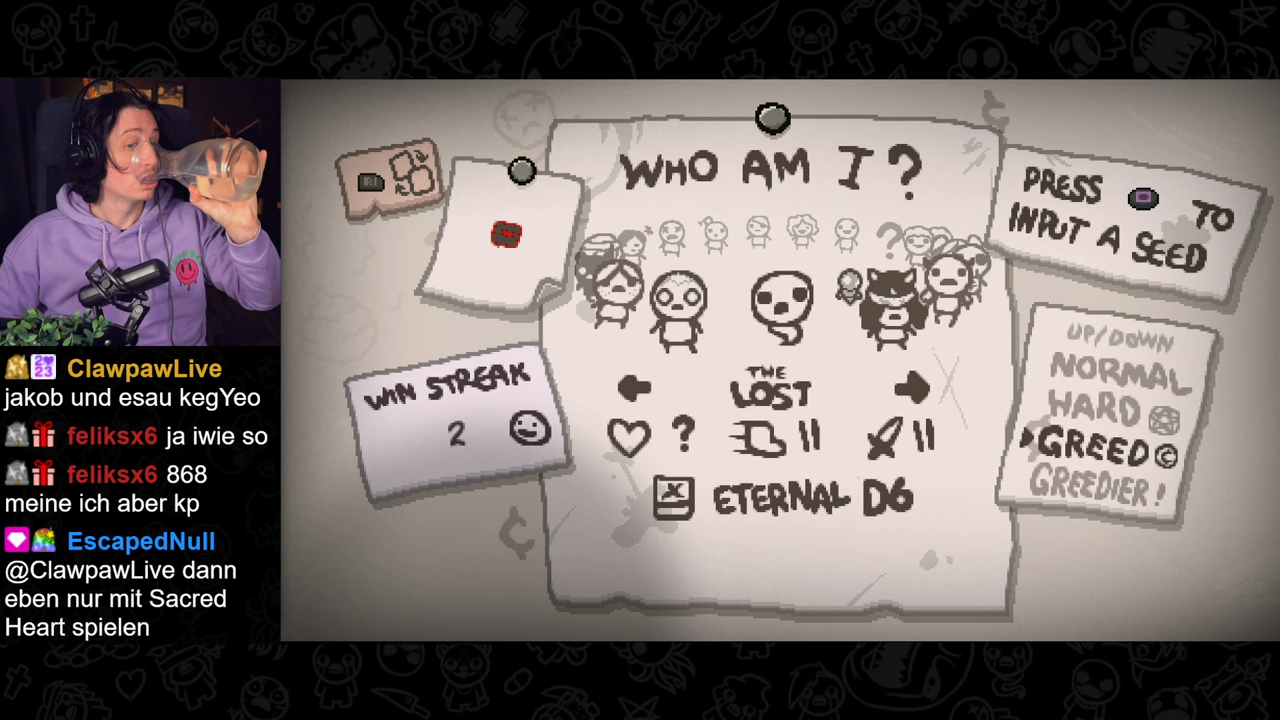 ClawpawLive
jakob und esau kegYeo
feliksx6 ja iwie so
feliksx6 868
meine ich aber kp
EscapedNull
@ClawpawLive dann
eben nur mit Sacred
Heart spielen
WHO AM I?
WIN STREAK
2
THE
LOST
?
ETERNAL D6
PRESS TO
INPUT A SEED
UP/DOWN
NORMAL
HARD
GREED
GREEDIER!